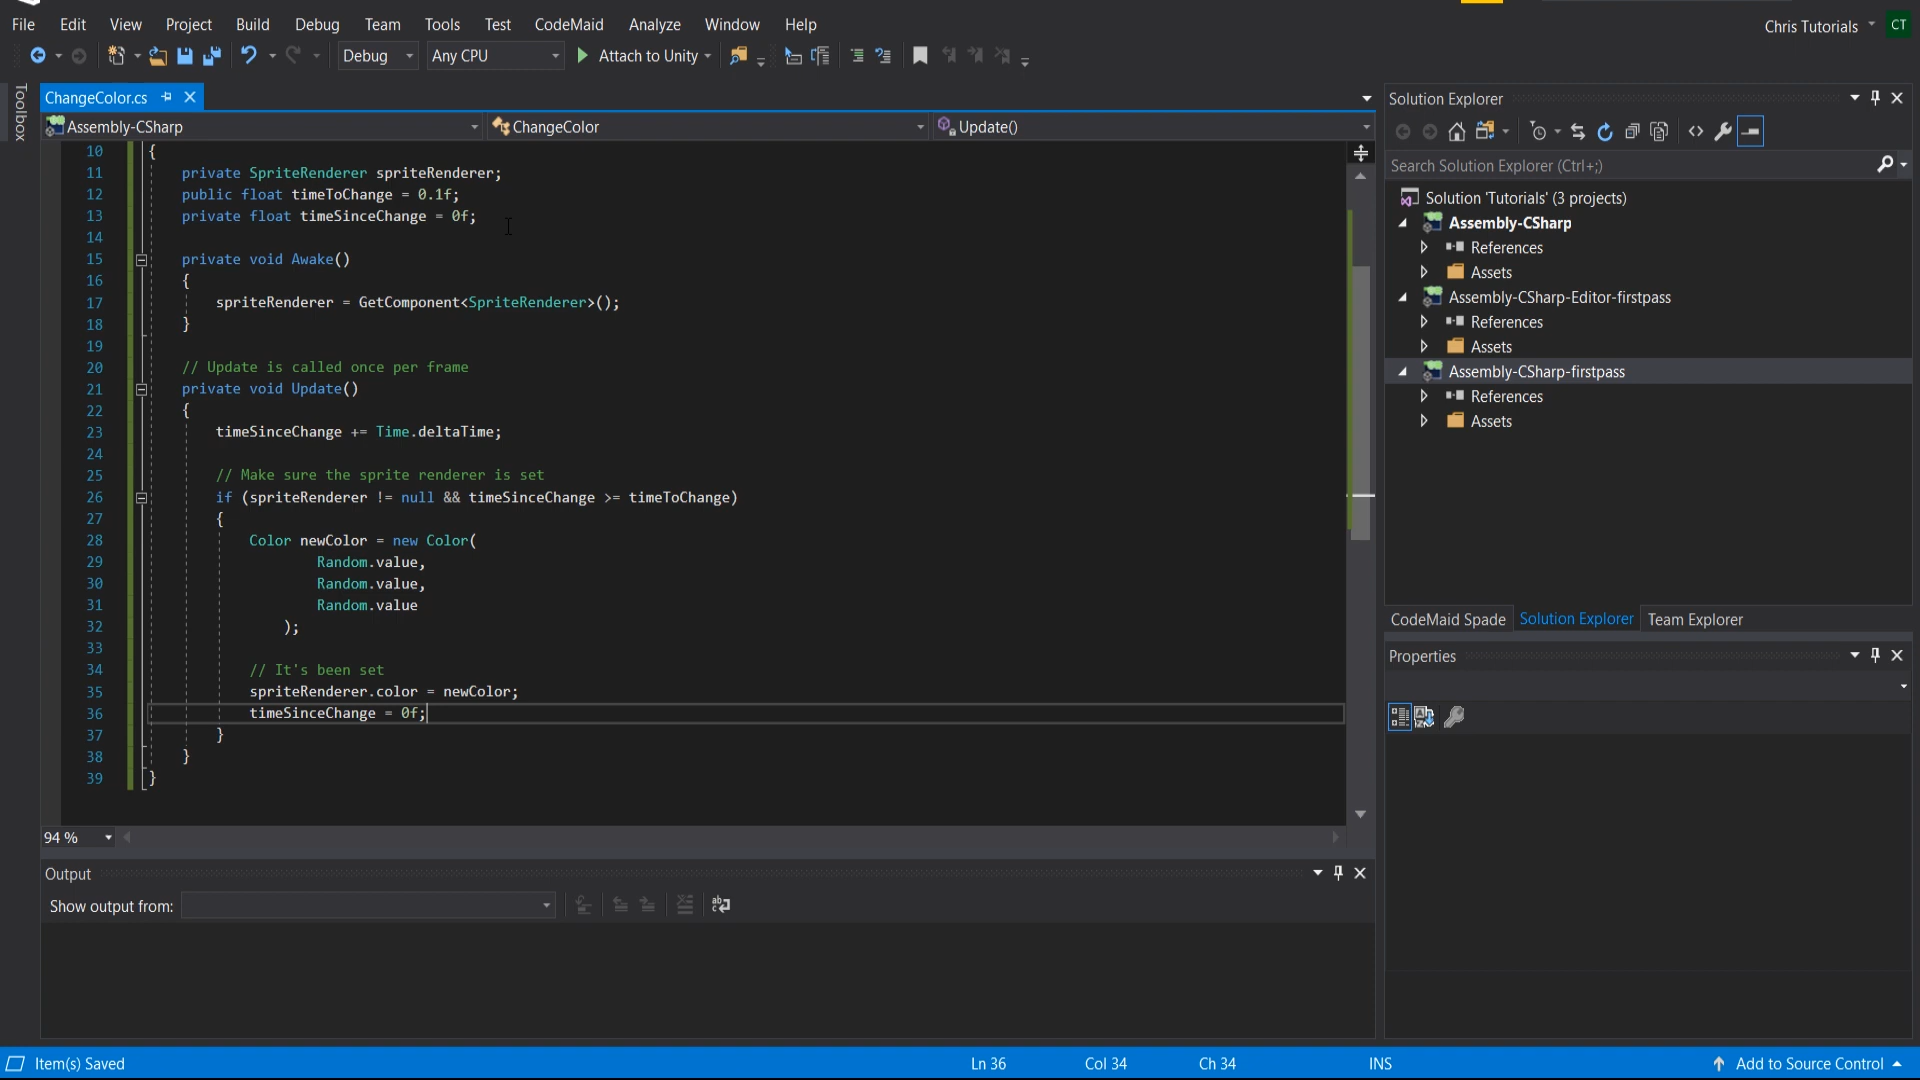 File Edit View Project Build Debug Team Tools Test CodeMaid Analyze Window Help
Chris Tutorials CT
Debug Any CPU Attach to Unity
Toolbox
ChangeColor.cs
Assembly-CSharp ChangeColor Update()
10 {
11 private SpriteRenderer spriteRenderer;
12 public float timeToChange = 0.1f;
13 private float timeSinceChange = 0f;
14
15 private void Awake()
16 {
17 spriteRenderer = GetComponent<SpriteRenderer>();
18 }
19
20 // Update is called once per frame
21 private void Update()
22 {
23 timeSinceChange += Time.deltaTime;
24
25 // Make sure the sprite renderer is set
26 if (spriteRenderer != null && timeSinceChange >= timeToChange)
27 {
28 Color newColor = new Color(
29 Random.value,
30 Random.value,
31 Random.value
32 );
33
34 // It's been set
35 spriteRenderer.color = newColor;
36 timeSinceChange = 0f;
37 }
38 }
39 }
94 %
Output
Show output from:
Solution Explorer
Search Solution Explorer (Ctrl+;)
Solution 'Tutorials' (3 projects)
Assembly-CSharp
References
Assets
Assembly-CSharp-Editor-firstpass
References
Assets
Assembly-CSharp-firstpass
References
Assets
CodeMaid Spade Solution Explorer Team Explorer
Properties
Item(s) Saved Ln 36 Col 34 Ch 34 INS Add to Source Control